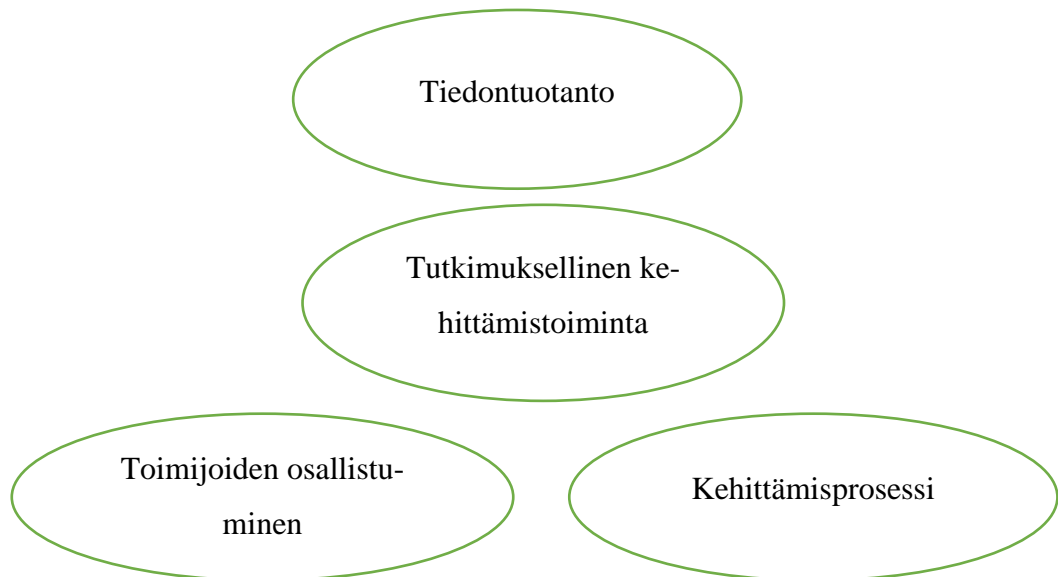 Tiedontuotanto
Tutkimuksellinen ke-
hittämistoiminta
Toimijoiden osallistu-
minen
Kehittämisprosessi